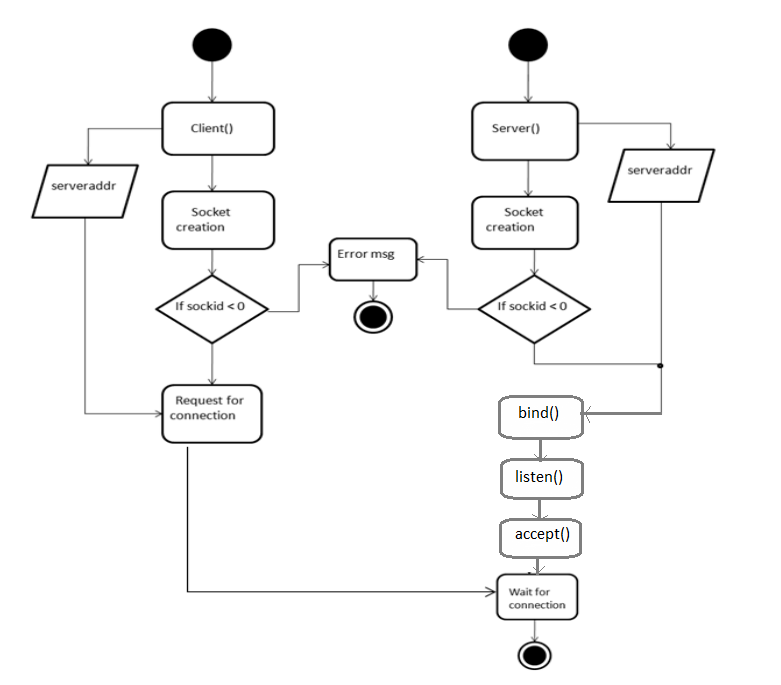 Client()
Server()
serveraddr
serveraddr
Socket
creation
Socket
creation
Error msg
If sockid < 0
If sockid < 0
Request for
connection
bind()
listen()
accept()
Wait for
connection